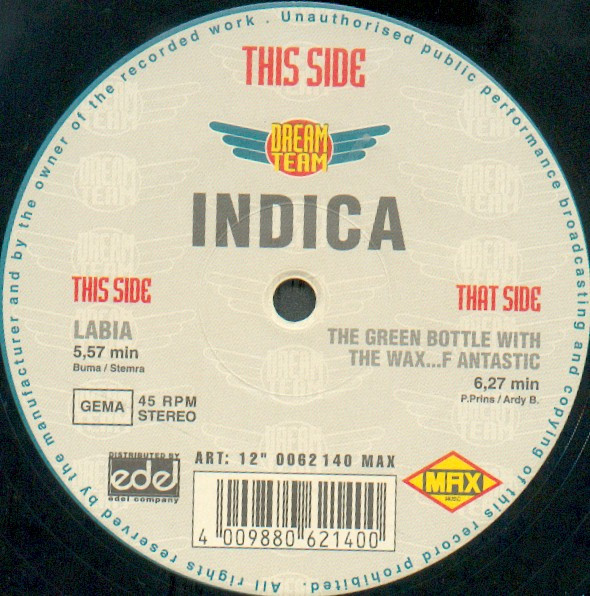 THIS SIDE
DREAM
TEAM
INDICA
THIS SIDE
LABIA
5,57 min
Buma / Stemra
GEMA
45 RPM
STEREO
THAT SIDE
THE GREEN BOTTLE WITH
THE WAX...F ANTASTIC
6,27 min
P.Prins / Ardy B.
DISTRIBUTED BY
edel
edel company
ART: 12" 0062140 MAX
4 009880 621400
MAX
MUSIC
All rights reserved by the manufacturer and by the owner of the recorded work . Unauthorised public performance broadcasting and copying of this record prohibited.